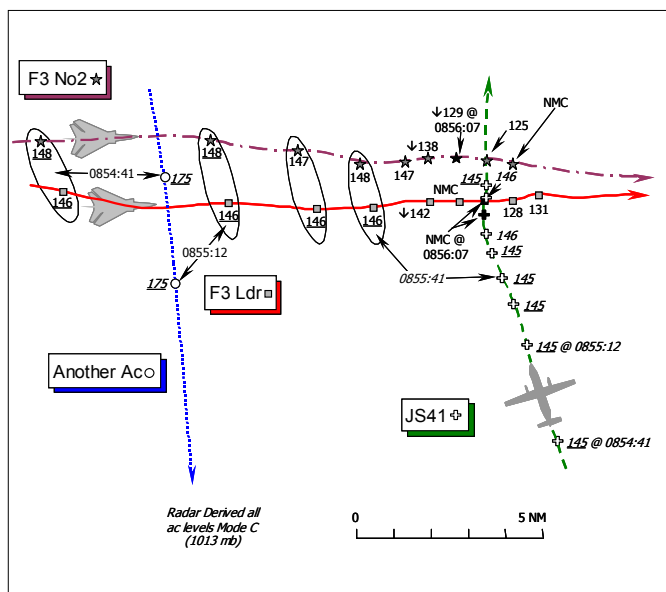 F3 No2
↓129 @
0856:07
NMC
↓138
125
148
148
147
148
147
0854:41
175
145
146
NMC
146
146
146
146
↓142
128
131
NMC @
0856:07
146
145
0855:12
175
0855:41
145
F3 Ldr
145
145 @ 0855:12
Another Ac
JS41
145 @ 0854:41
Radar Derived all
ac levels Mode C
(1013 mb)
0
5 NM